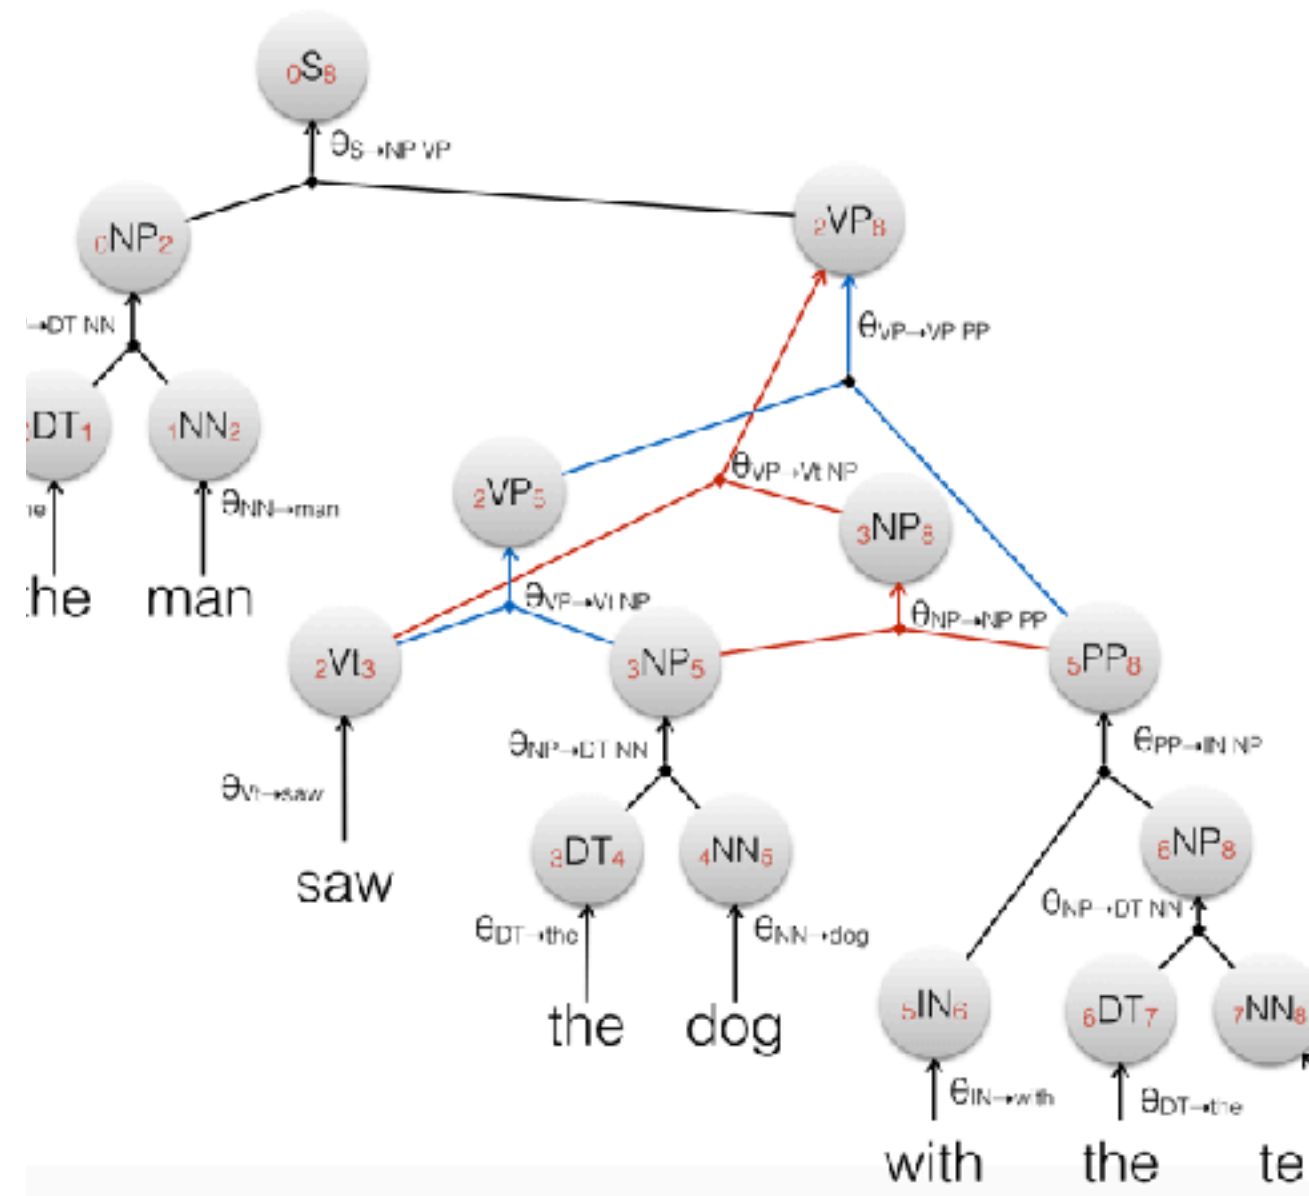 0S8
θS→NP VP
0NP2
2VP8
→DT NN
θVP→VP PP
DT1
1NN2
2VP5
θVP→Vt NP
3NP8
θNN→man
the man
θVP→Vt NP
θNP→NP PP
2Vt3
3NP5
5PP8
θNP→DT NN
θPP→IN NP
θVt→saw
3DT4
4NN5
6NP8
saw
θNP→DT NN
θDT→the
θNN→dog
5IN6
6DT7
7NN8
the dog
θIN→with
θDT→the
with the te